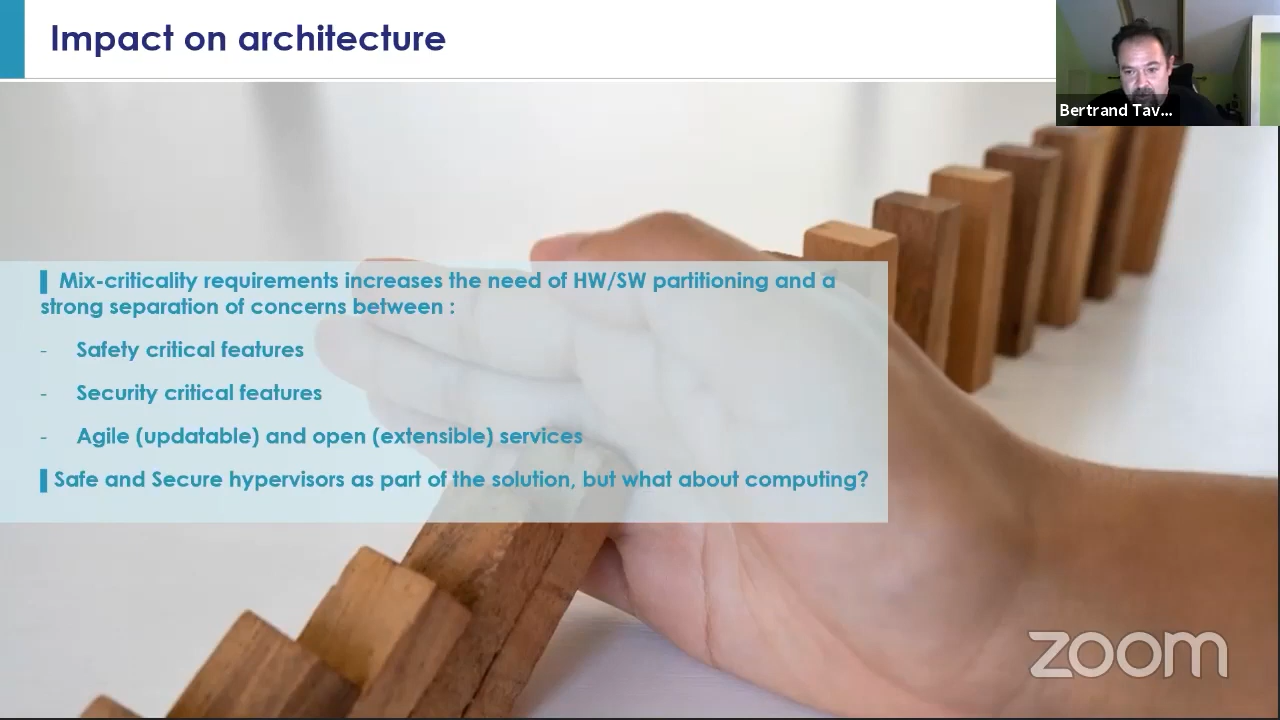 Impact on architecture
Bertrand Tav...
Mix-criticality requirements increases the need of HW/SW partitioning and a
strong separation of concerns between :
- Safety critical features
- Security critical features
- Agile (updatable) and open (extensible) services
Safe and Secure hypervisors as part of the solution, but what about computing?
zoom